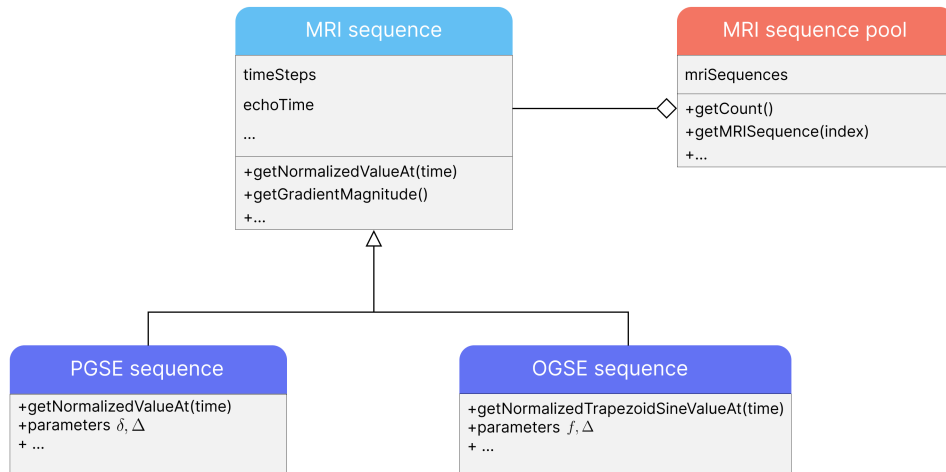 MRI sequence
timeSteps
echoTime
...
+getNormalizedValueAt(time)
+getGradientMagnitude()
+...
MRI sequence pool
mriSequences
+getCount()
+getMRISequence(index)
+...
PGSE sequence
+getNormalizedValueAt(time)
+parameters δ, Δ
+ ...
OGSE sequence
+getNormalizedTrapezoidSineValueAt(time)
+parameters f, Δ
+ ...